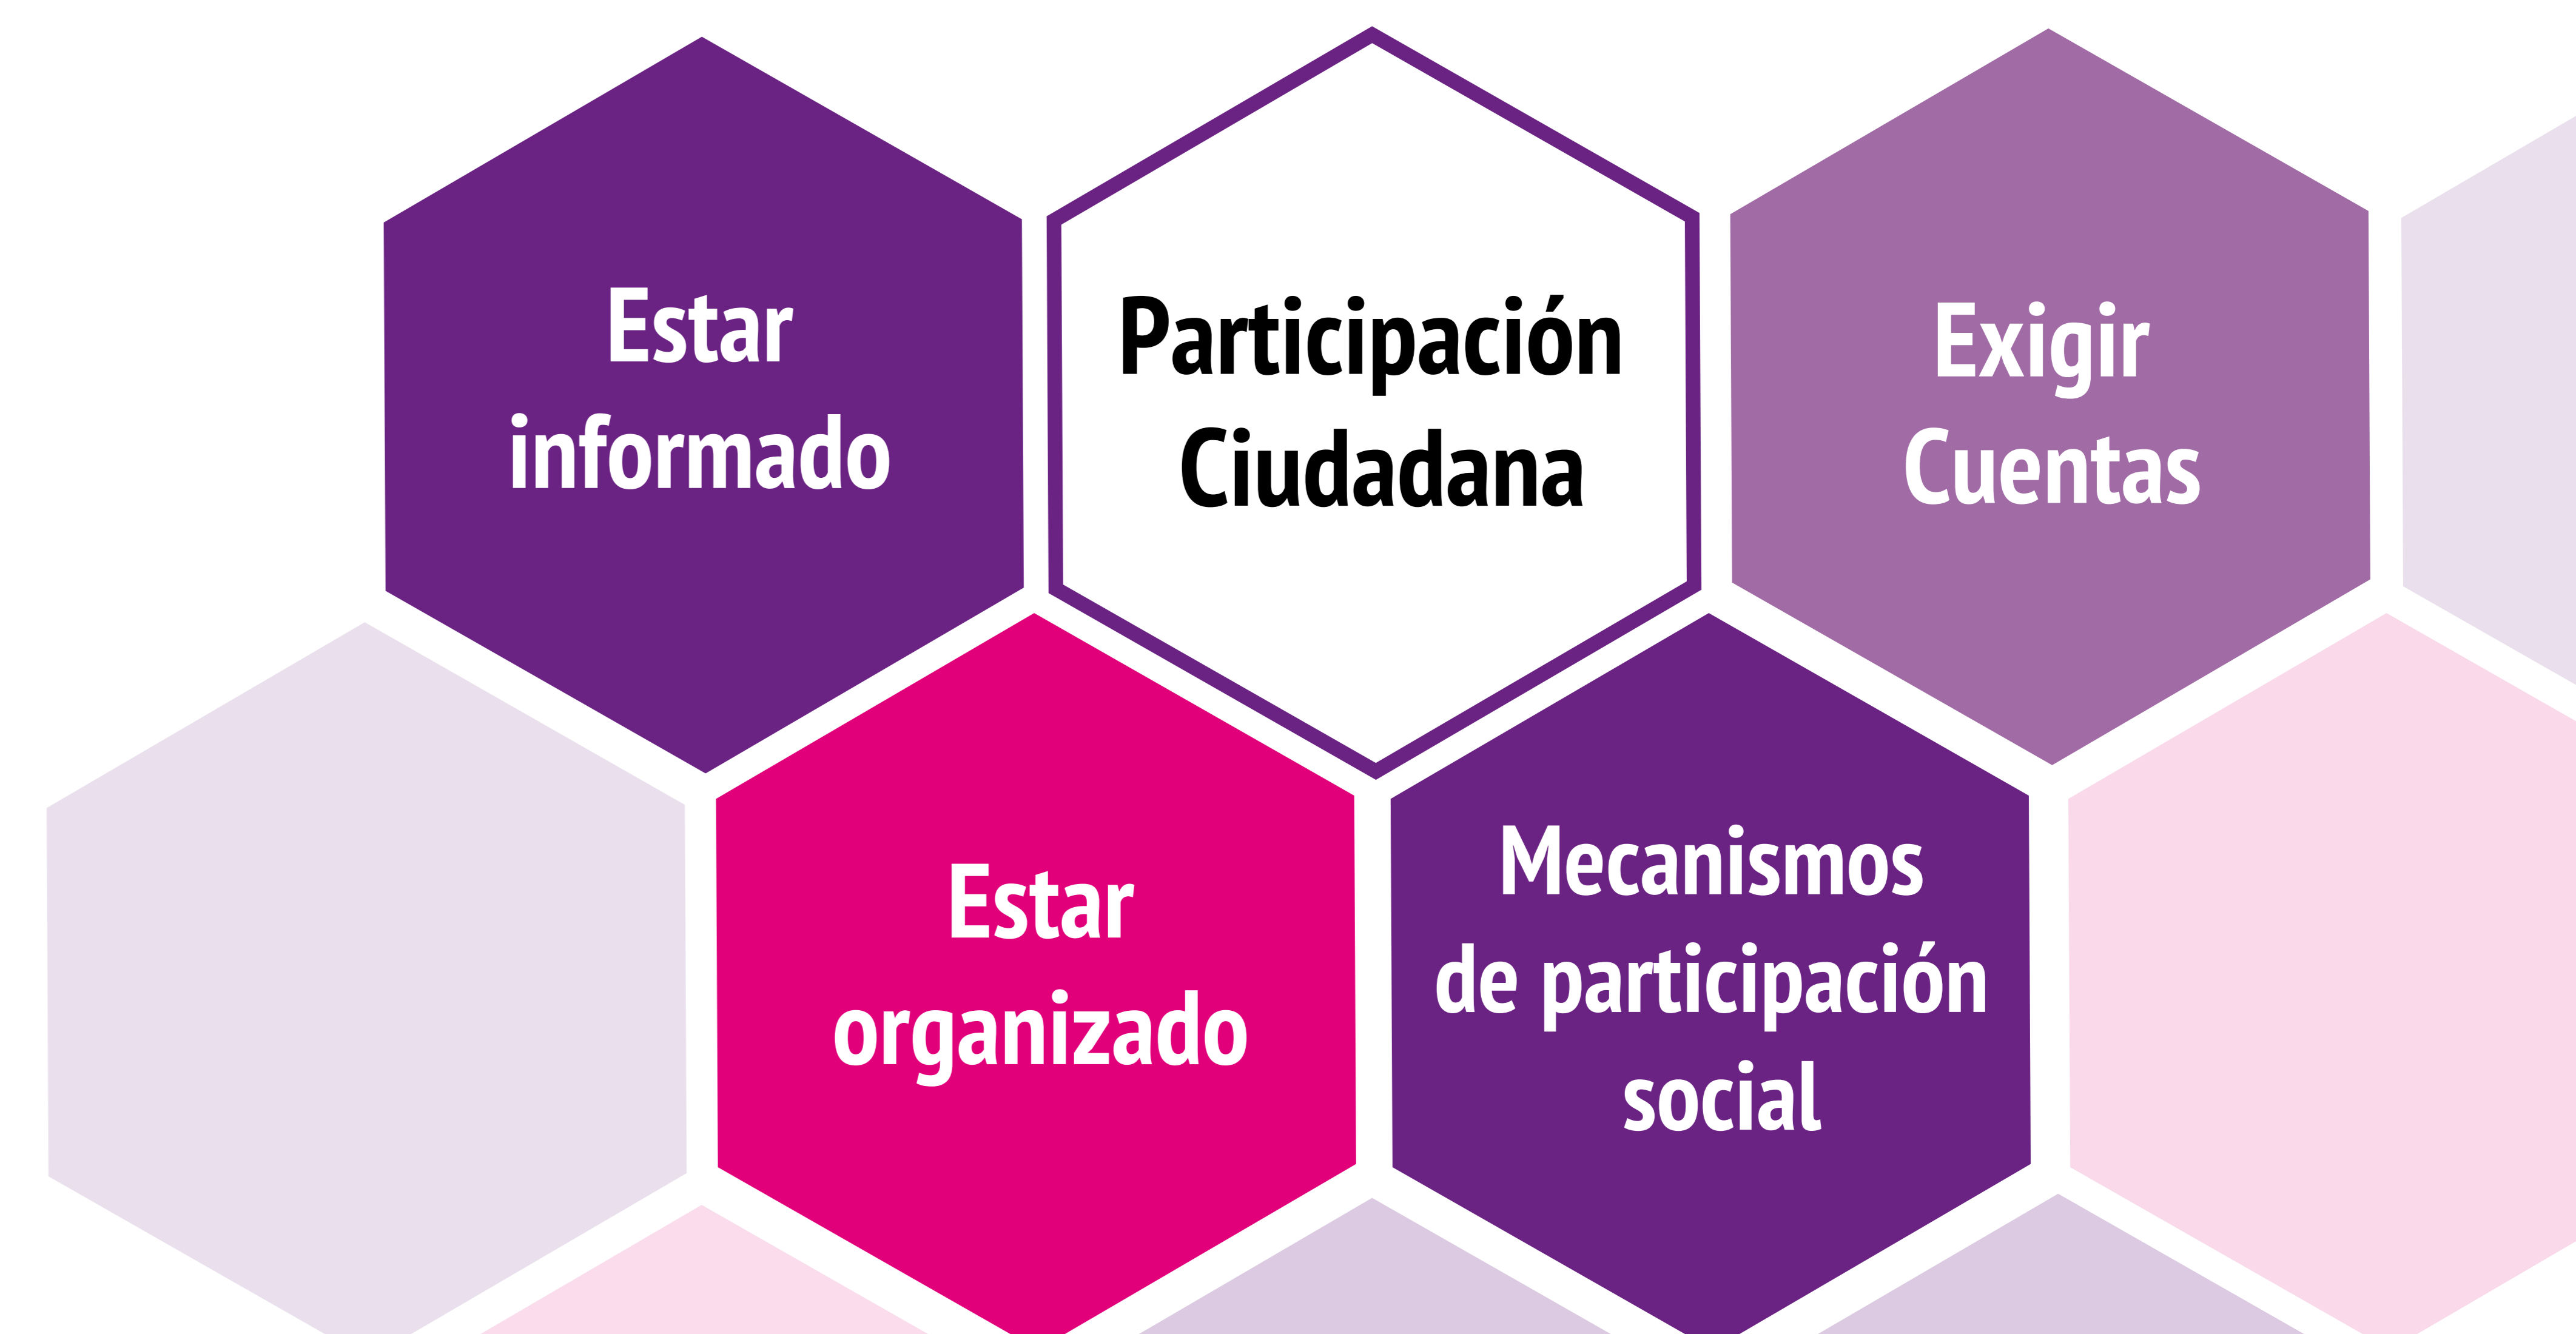 Estar
informado
Participación
Ciudadana
Exigir
Cuentas
Estar
organizado
Mecanismos
de participación
social